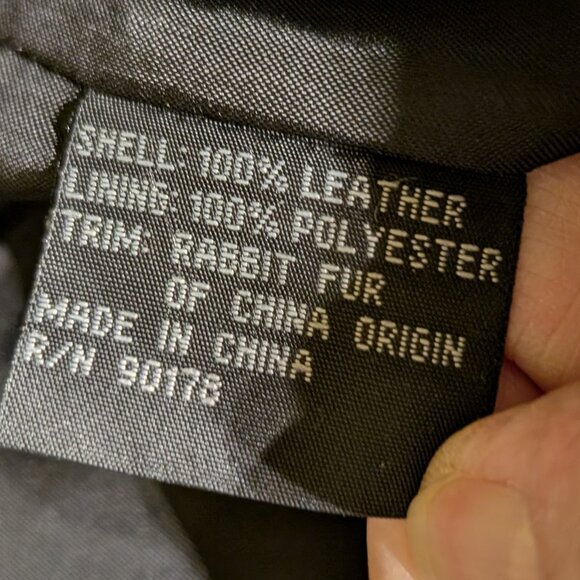 SHELL: 100% LEATHER
LINING: 100% POLYESTER
TRIM: RABBIT FUR
OF CHINA ORIGIN
MADE IN CHINA
R/N 90178